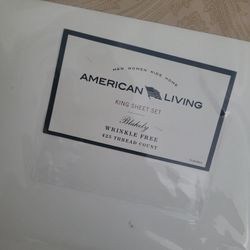 MEN WOMEN KIDS HOME
AMERICAN LIVING
KING SHEET SET
Blakely
WRINKLE FREE
425 THREAD COUNT